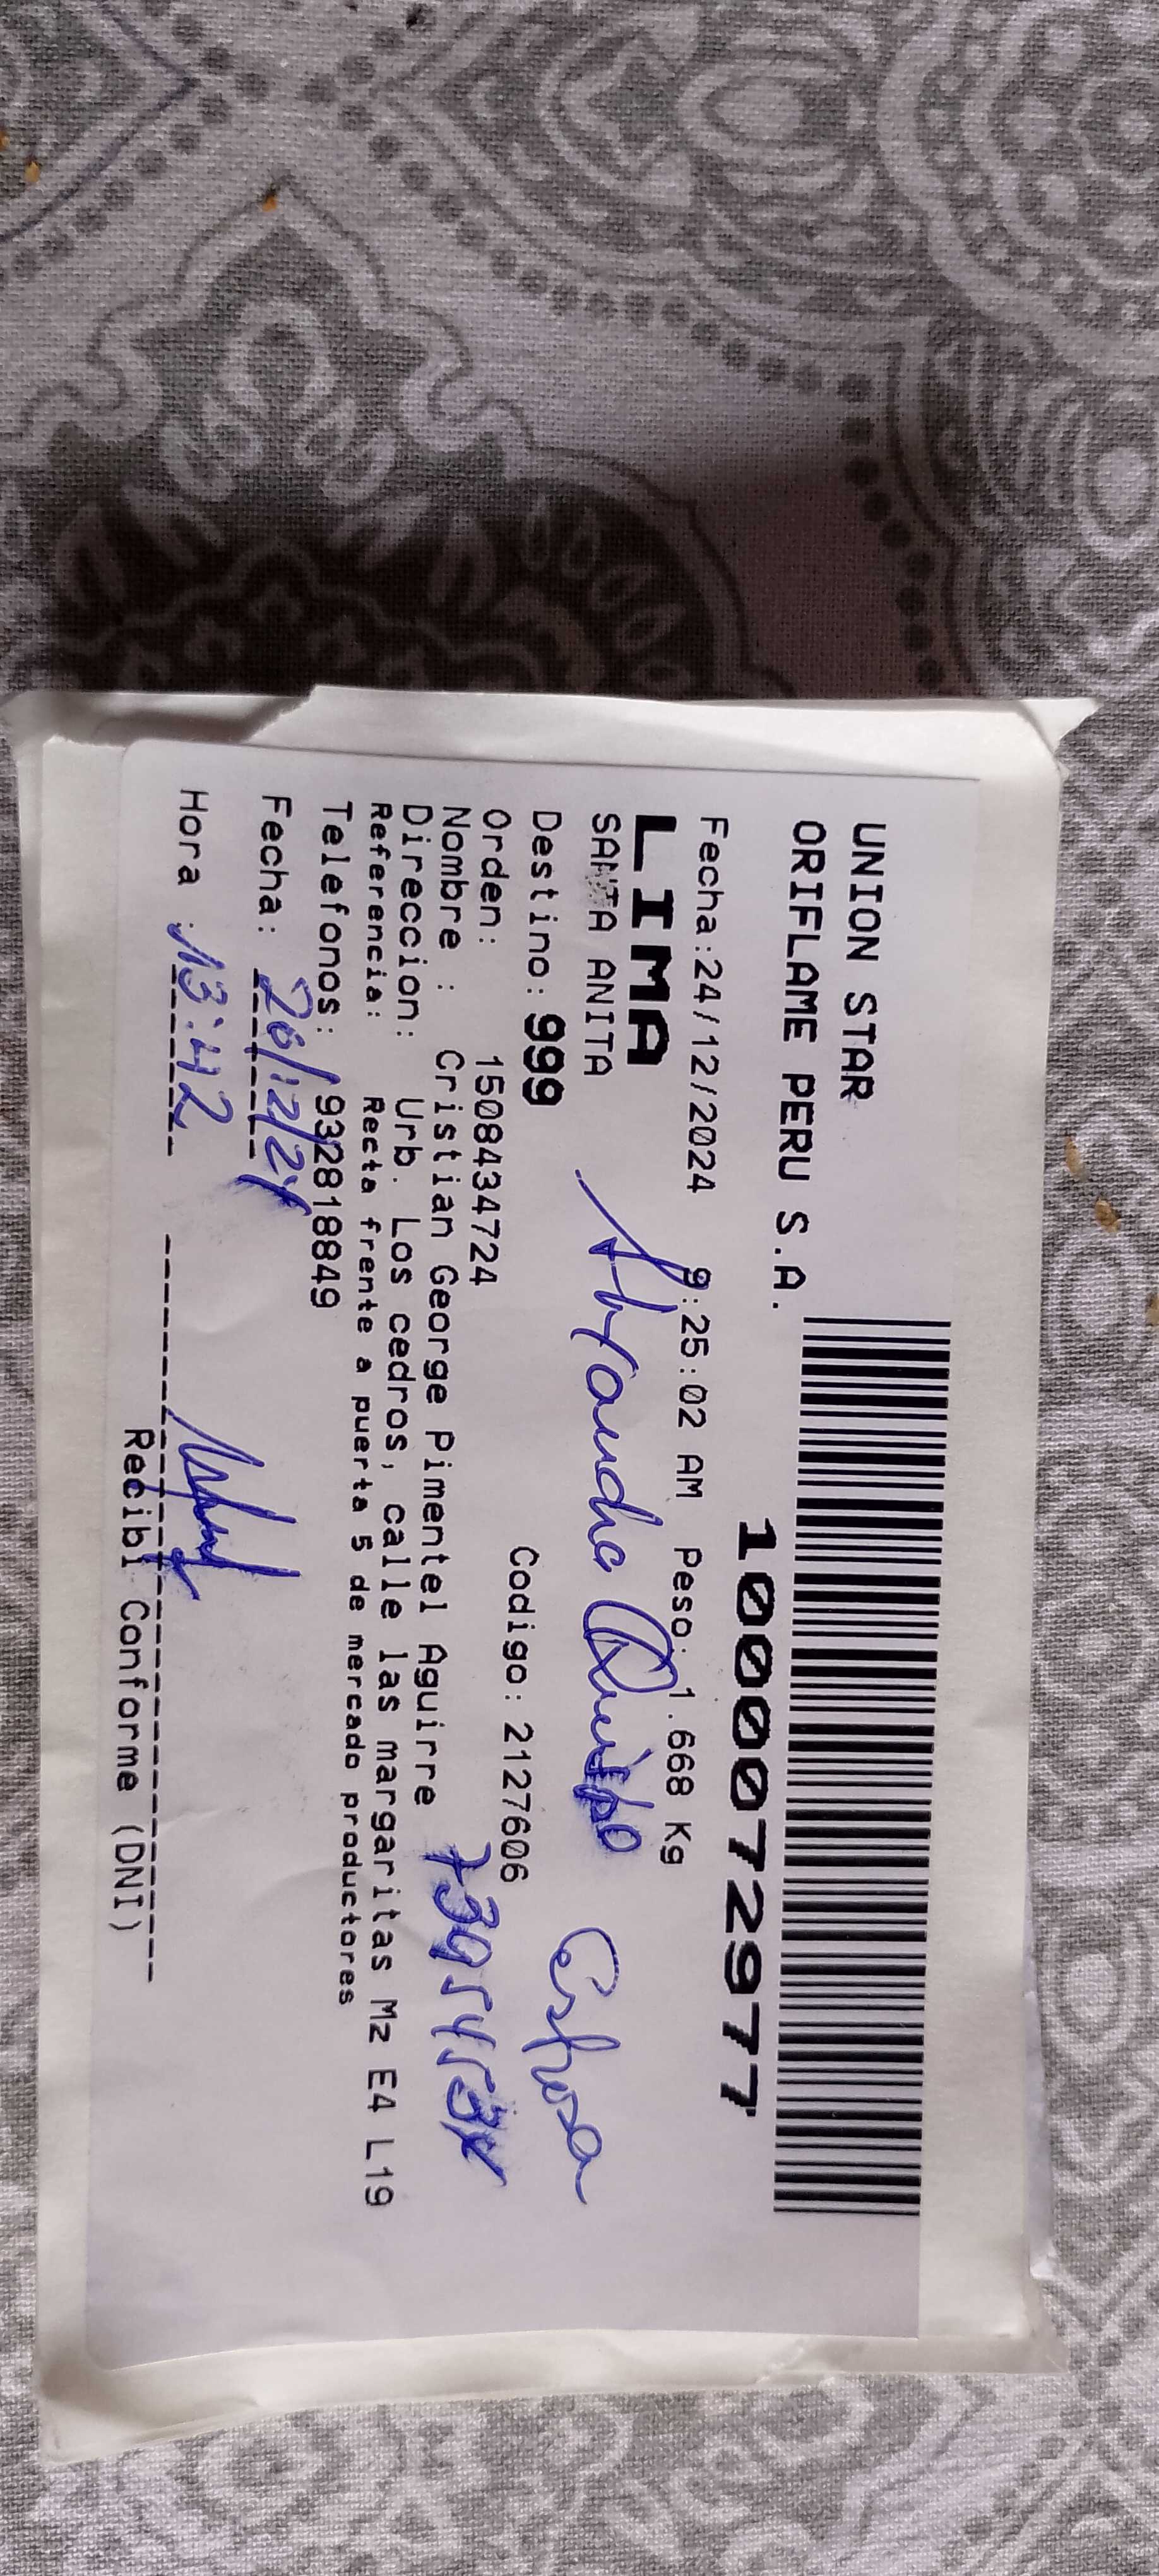 UNION STAR
ORIFLAME PERU S.A.
1000072977
Fecha:24/12/2024 9:25:02 AM Peso: 1.668 Kg
LIMA
SANTA ANITA
Destino: 999
Esposa
Orden: 1508434724 Codigo: 2127606
Nombre : Cristian George Pimentel Aguirre
Direccion: Urb. Los cedros, calle las margaritas Mz E4 L19
Referencia: Recta frente a puerta 5 de mercado productores
Telefonos: 932818849
Fecha: 26/12/24
Hora : 13:42
Recibi Conforme (DNI)